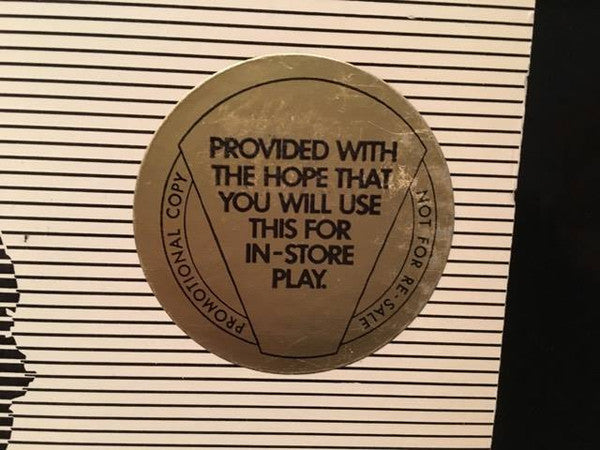 PROVIDED WITH
THE HOPE THAT
YOU WILL USE
THIS FOR
IN-STORE
PLAY.
PROMOTIONAL COPY
NOT FOR RE-SALE